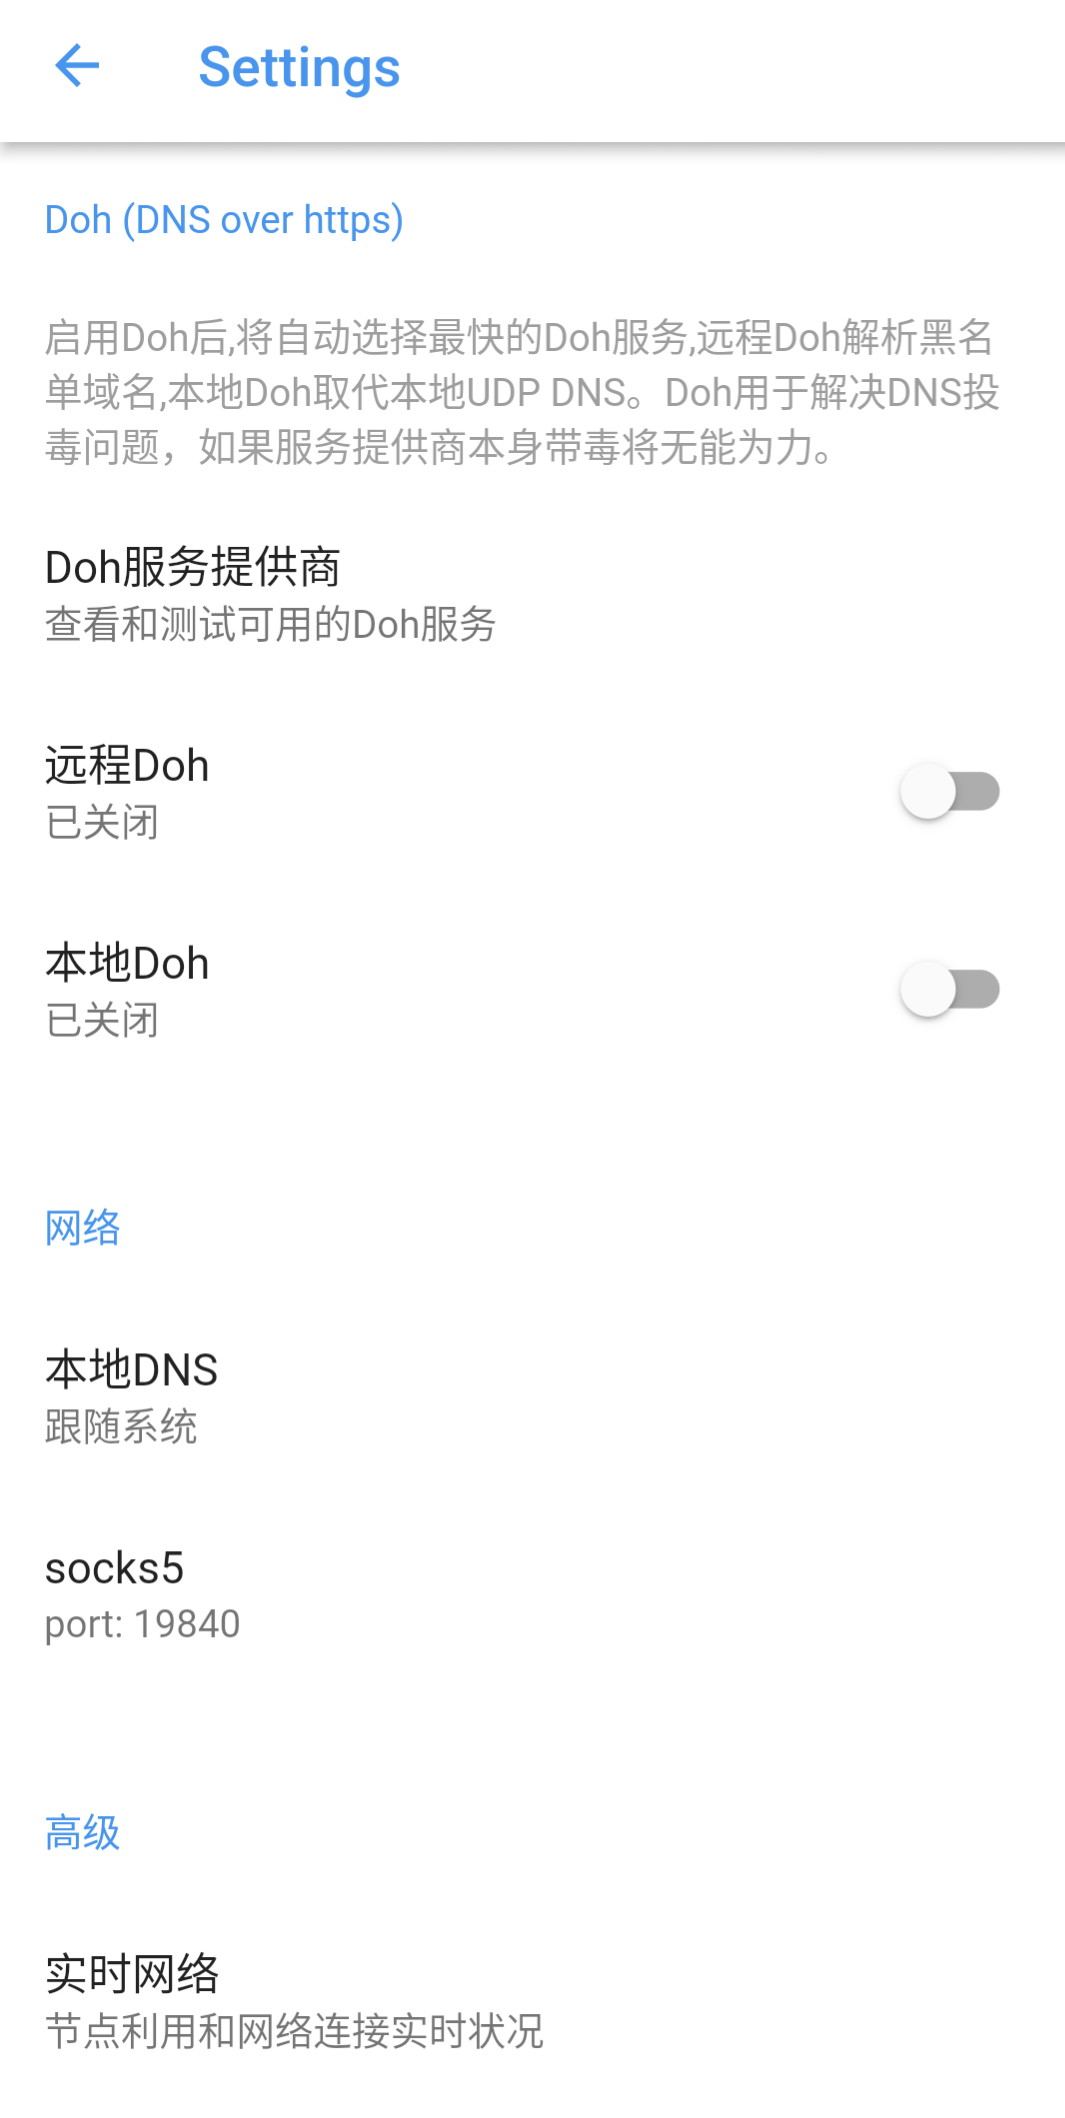 Settings
Doh (DNS over https)
启用Doh后,将自动选择最快的Doh服务,远程Doh解析黑名
单域名,本地Doh取代本地UDP DNS。Doh用于解决DNS投
毒问题，如果服务提供商本身带毒将无能为力。
Doh服务提供商
查看和测试可用的Doh服务
远程Doh
已关闭
本地Doh
已关闭
网络
本地DNS
跟随系统
socks5
port: 19840
高级
实时网络
节点利用和网络连接实时状况